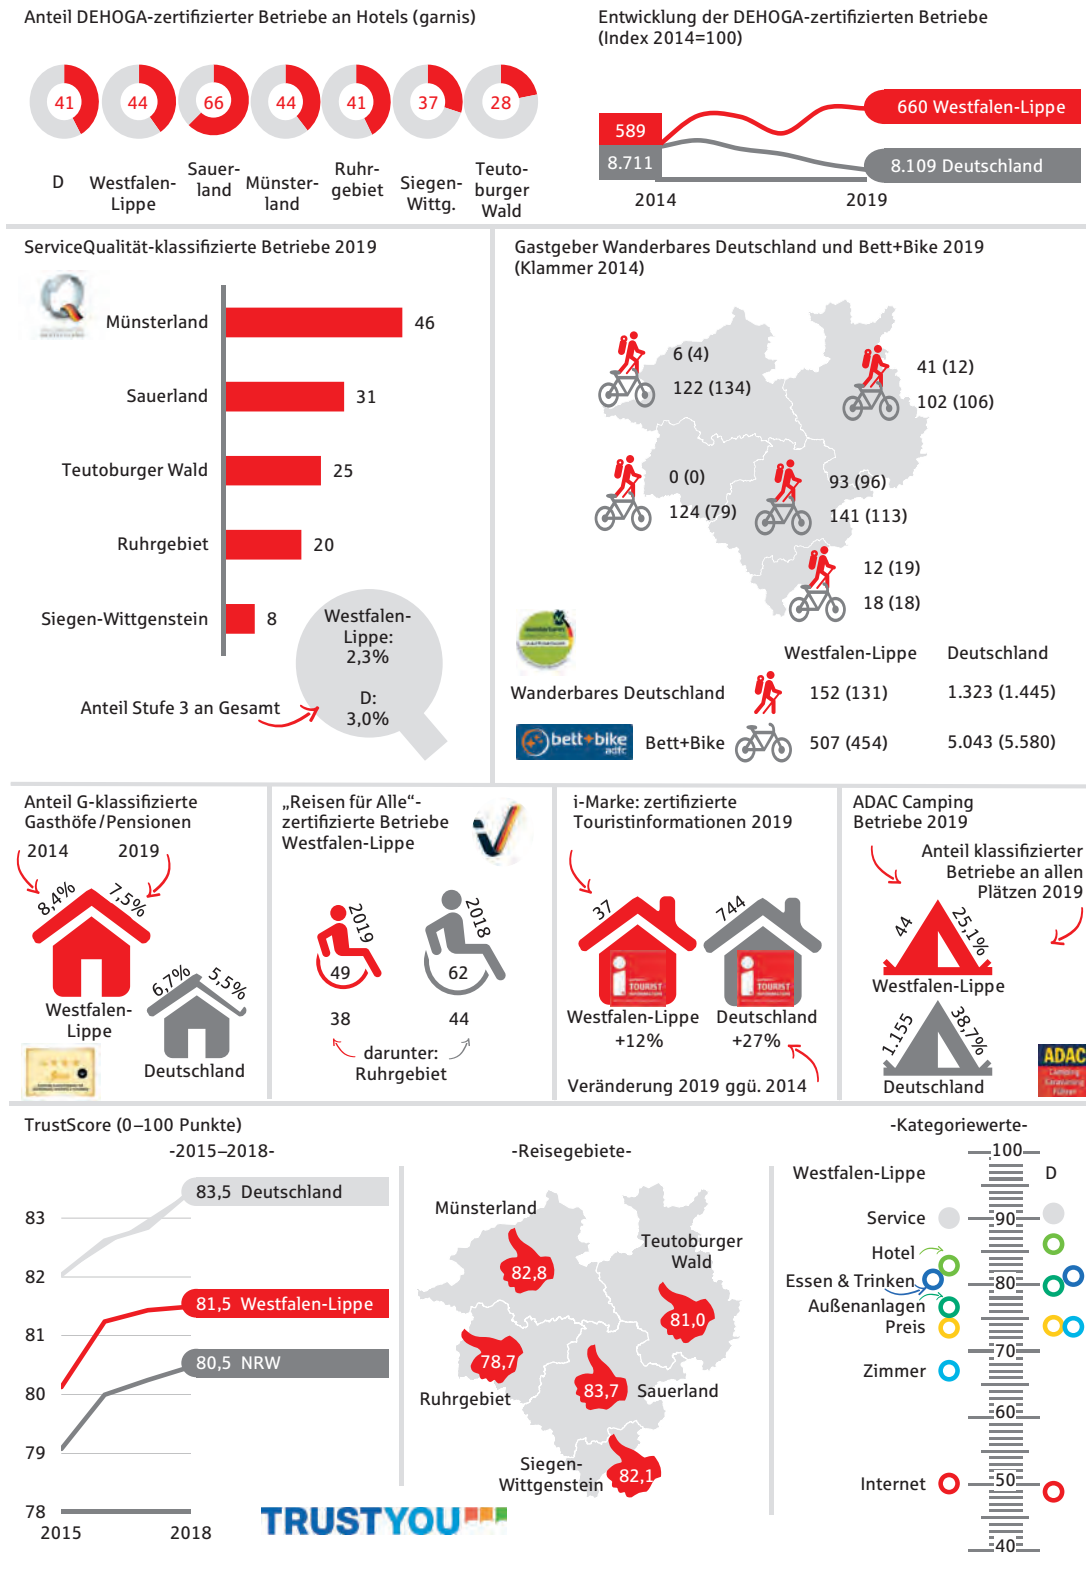 Anteil DEHOGA-zertifizierter Betriebe an Hotels (garnis)
41 44 66 44 41 37 28
D
Westfalen-
Lippe
Sauer-
land
Münster-
land
Ruhr-
gebiet
Siegen-
Wittg.
Teuto-
burger
Wald
Entwicklung der DEHOGA-zertifizierten Betriebe
(Index 2014=100)
589
8.711
660 Westfalen-Lippe
8.109 Deutschland
2014 2019
ServiceQualität-klassifizierte Betriebe 2019
Münsterland 46
Sauerland 31
Teutoburger Wald 25
Ruhrgebiet 20
Siegen-Wittgenstein 8
Westfalen-
Lippe:
2,3%
D:
3,0%
Anteil Stufe 3 an Gesamt
Gastgeber Wanderbares Deutschland und Bett+Bike 2019
(Klammer 2014)
6 (4)
122 (134)
41 (12)
102 (106)
0 (0)
124 (79)
93 (96)
141 (113)
12 (19)
18 (18)
Westfalen-Lippe Deutschland
Wanderbares Deutschland 152 (131) 1.323 (1.445)
bett+bike
adfc
Bett+Bike 507 (454) 5.043 (5.580)
Anteil G-klassifizierte
Gasthöfe/Pensionen
2014 2019
8,4% 7,5%
Westfalen-
Lippe
6,7% 5,5%
Deutschland
„Reisen für Alle“-
zertifizierte Betriebe
Westfalen-Lippe
2019 2018
49 62
38 44
darunter:
Ruhrgebiet
i-Marke: zertifizierte
Touristinformationen 2019
37 744
i i
TOURIST TOURIST
Westfalen-Lippe Deutschland
+12% +27%
Veränderung 2019 ggü. 2014
ADAC Camping
Betriebe 2019
Anteil klassifizierter
Betriebe an allen
Plätzen 2019
44 25,1%
Westfalen-Lippe
1.155 38,7%
Deutschland
ADAC
TrustScore (0–100 Punkte)
-2015–2018-
83,5 Deutschland
83
82
81,5 Westfalen-Lippe
81
80,5 NRW
80
79
78
2015 2018
TRUSTYOU
-Reisegebiete-
Münsterland
82,8
Teutoburger
Wald
81,0
78,7
Ruhrgebiet
83,7 Sauerland
Siegen-
Wittgenstein
82,1
-Kategoriewerte-
100
Westfalen-Lippe D
Service 90
Hotel
Essen & Trinken 80
Außenanlagen
Preis
70
Zimmer
60
Internet 50
40